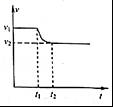 v
v₁
v₂
t₁ t₂ t